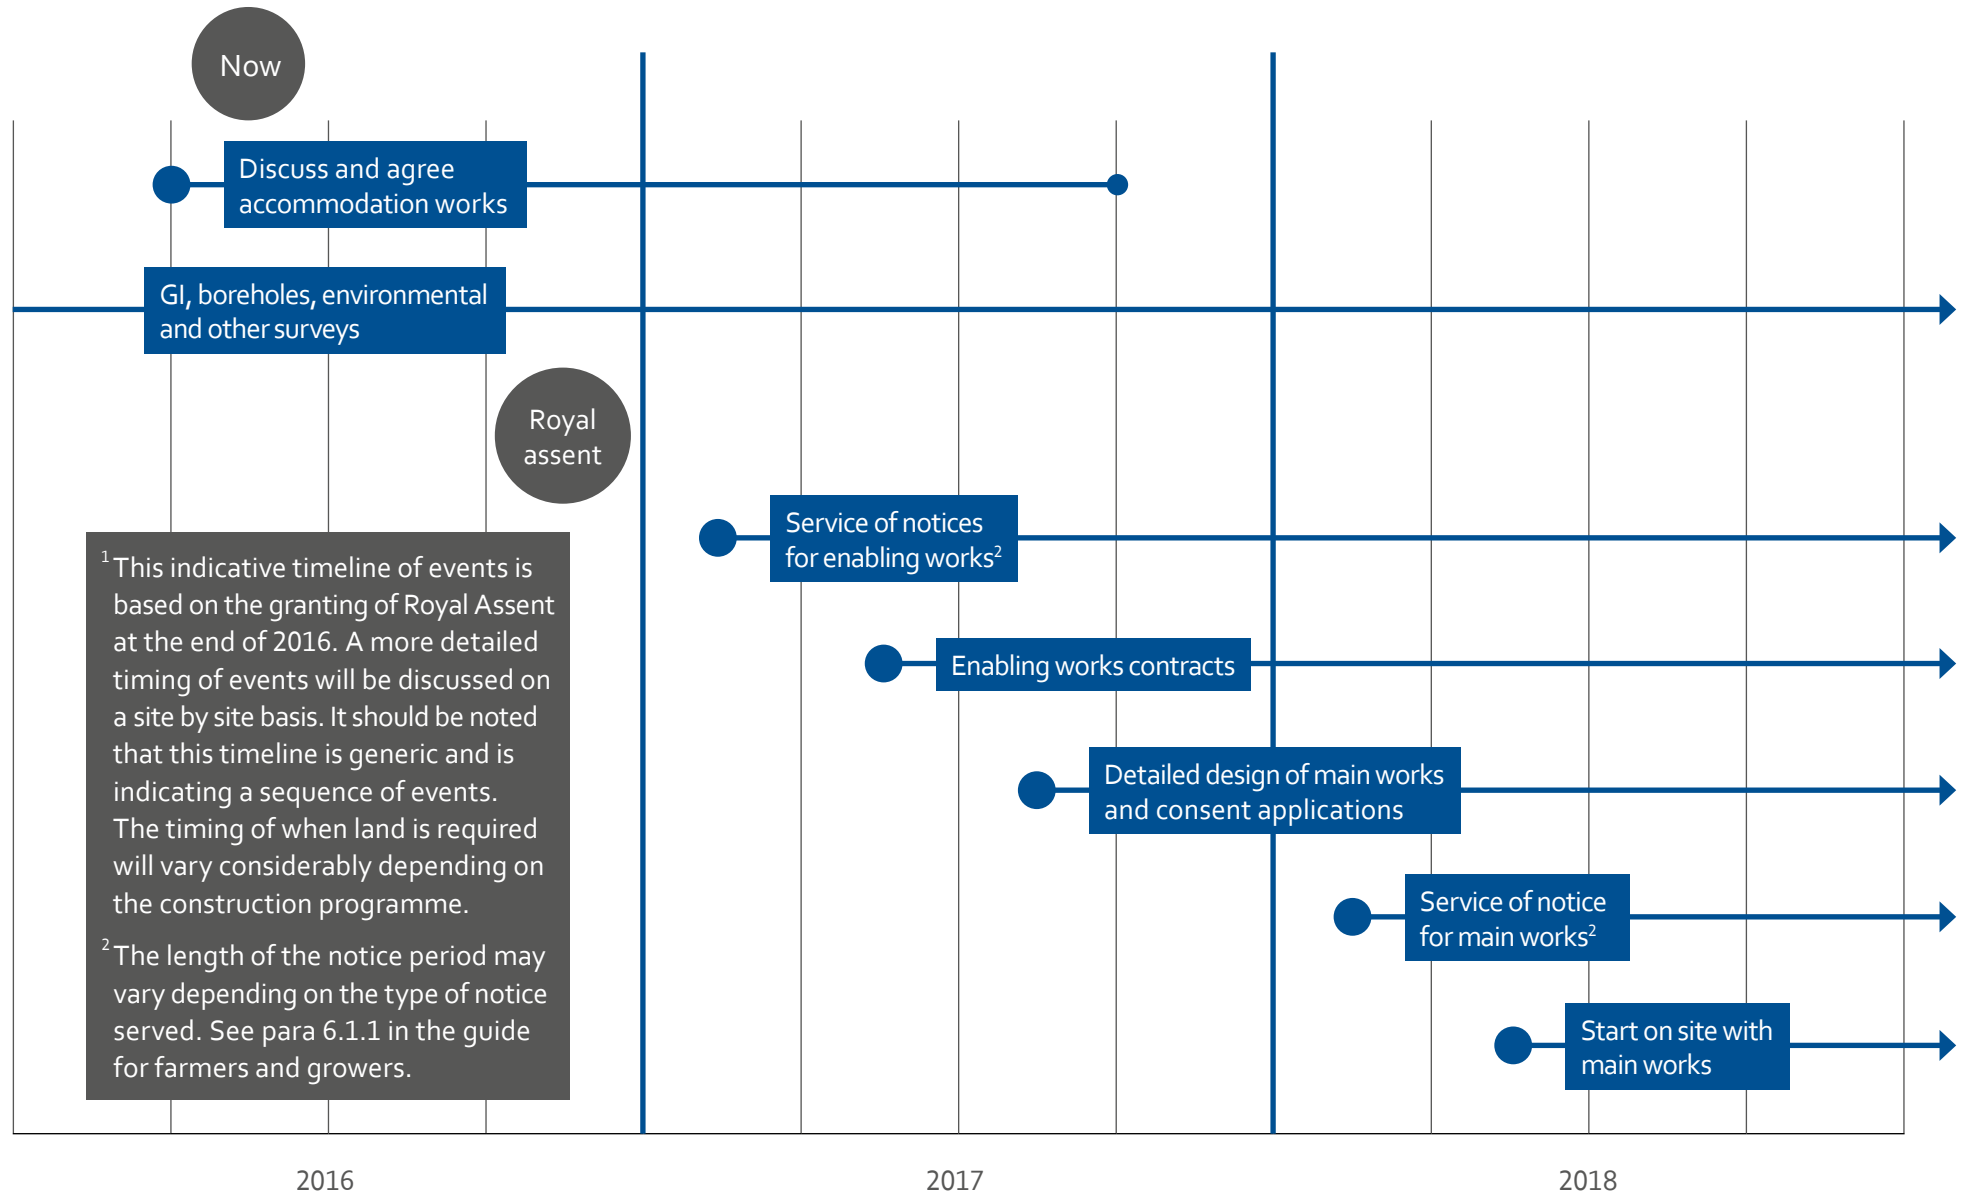 Now
Discuss and agree
accommodation works
GI, boreholes, environmental
and other surveys
Royal
assent
Service of notices
for enabling works²
Enabling works contracts
Detailed design of main works
and consent applications
Service of notice
for main works²
Start on site with
main works
¹ This indicative timeline of events is
based on the granting of Royal Assent
at the end of 2016. A more detailed
timing of events will be discussed on
a site by site basis. It should be noted
that this timeline is generic and is
indicating a sequence of events.
The timing of when land is required
will vary considerably depending on
the construction programme.
² The length of the notice period may
vary depending on the type of notice
served. See para 6.1.1 in the guide
for farmers and growers.
2016
2017
2018